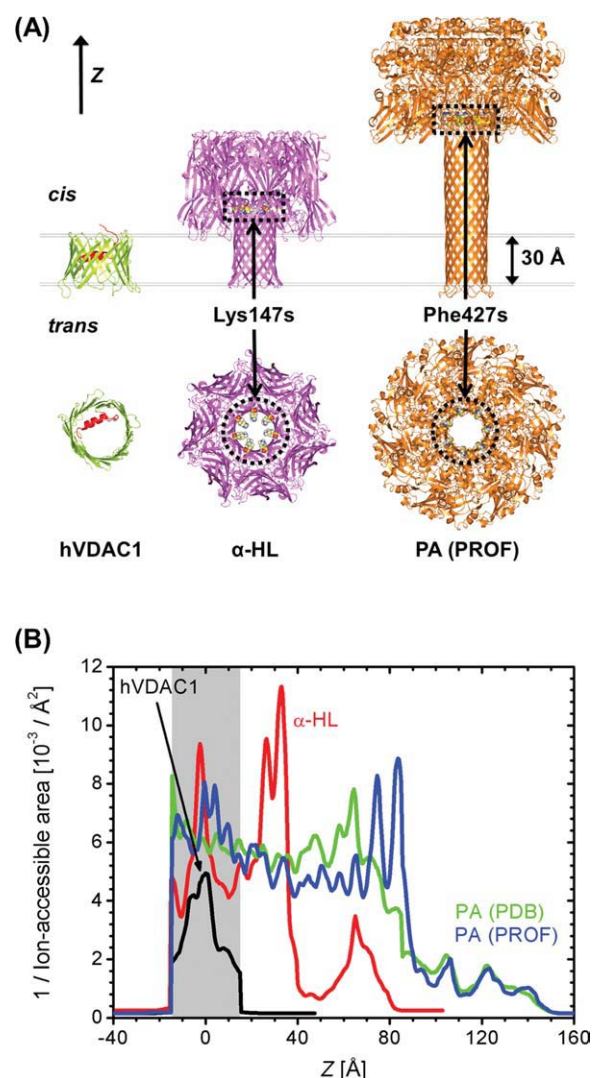 (A)
Z
cis
30 Å
trans
Lys147s
Phe427s
hVDAC1
α-HL
PA (PROF)
(B)
12
10
8
6
4
2
0
1 / Ion-accessible area [10⁻³ / Å²]
hVDAC1
α-HL
PA (PDB)
PA (PROF)
-40
0
40
80
120
160
Z [Å]